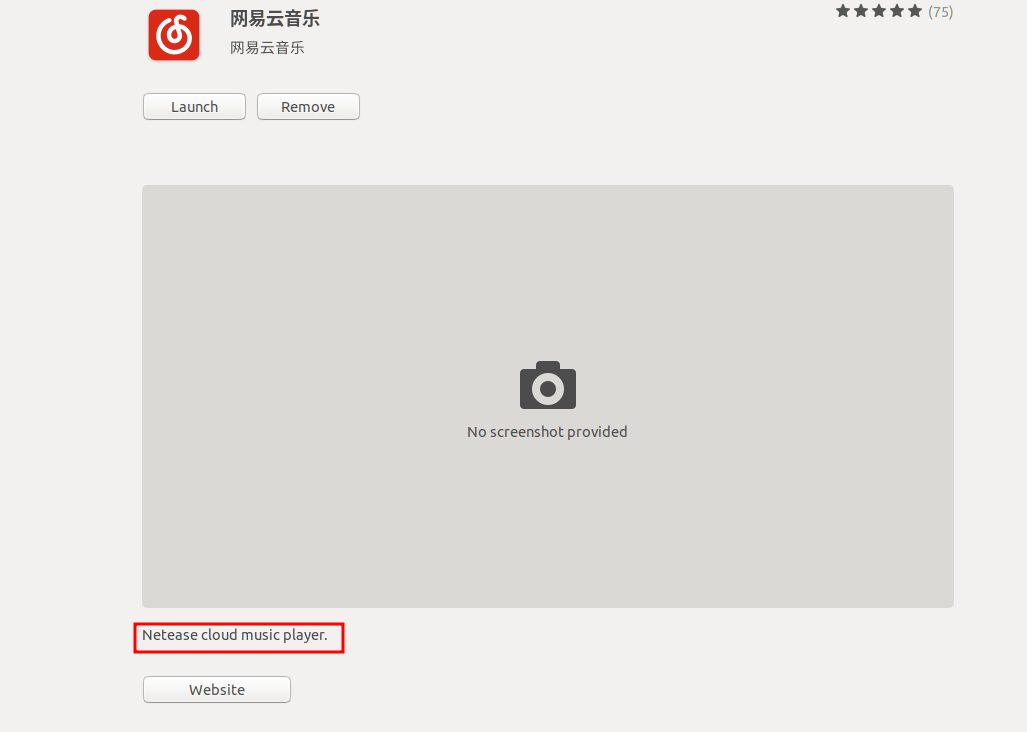 网易云音乐
(75)
网易云音乐
Launch
Remove
No screenshot provided
Netease cloud music player.
Website